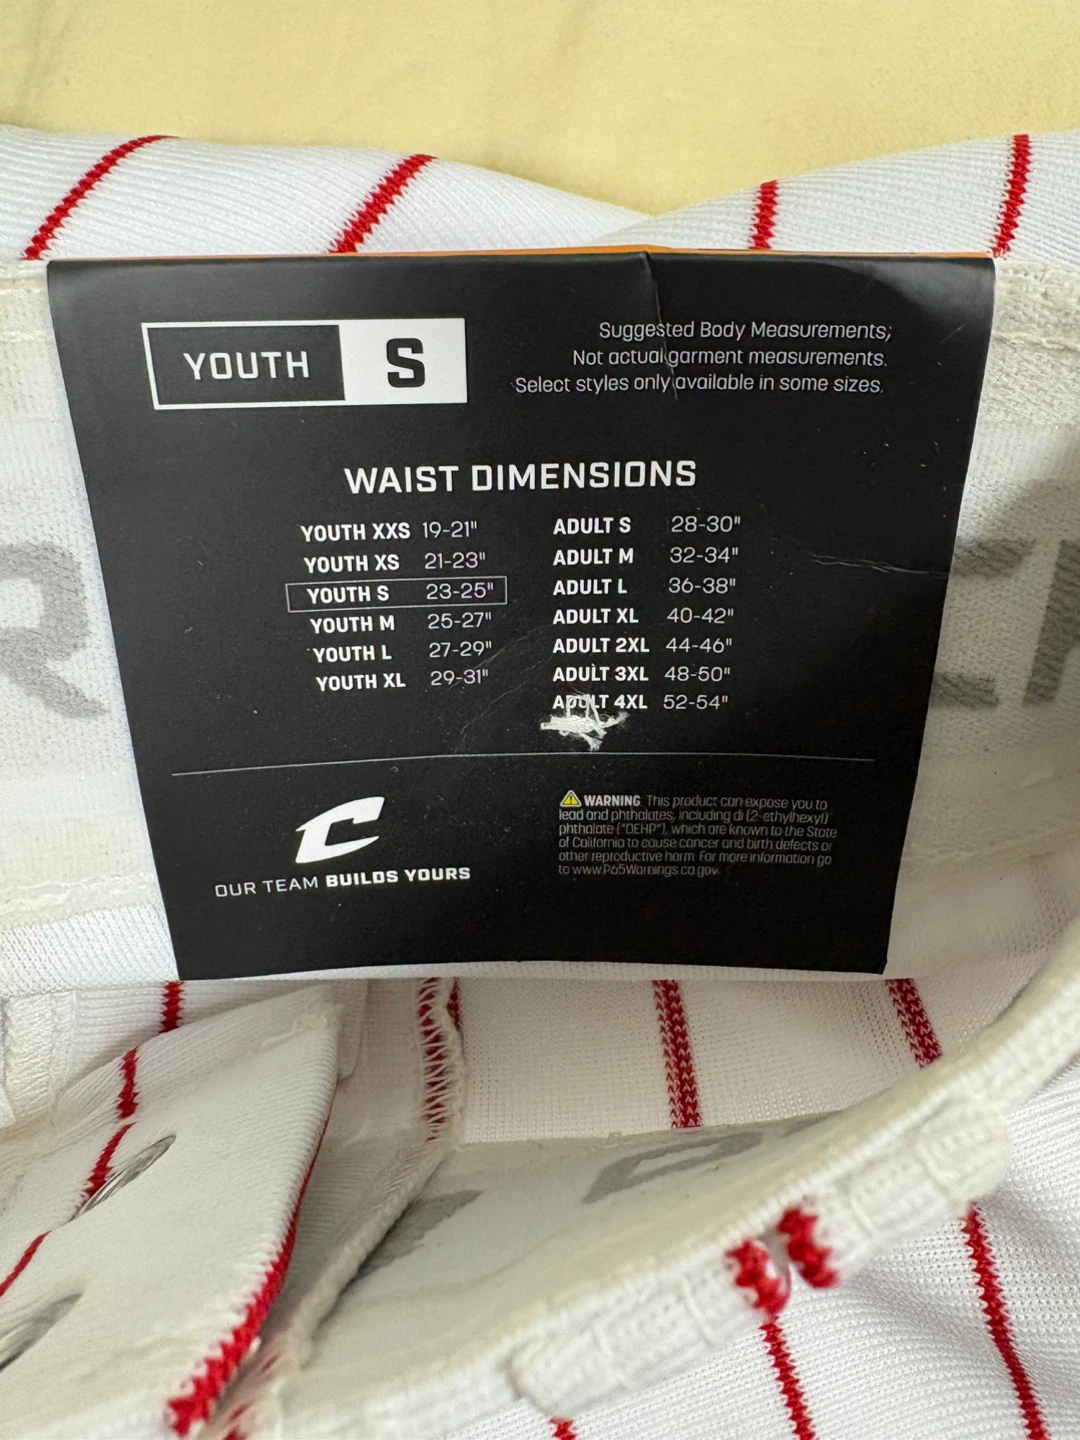 YOUTH S
Suggested Body Measurements;
Not actual garment measurements.
Select styles only available in some sizes.
WAIST DIMENSIONS
YOUTH XXS 19-21"
YOUTH XS 21-23"
YOUTH S 23-25"
YOUTH M 25-27"
YOUTH L 27-29"
YOUTH XL 29-31"
ADULT S 28-30"
ADULT M 32-34"
ADULT L 36-38"
ADULT XL 40-42"
ADULT 2XL 44-46"
ADULT 3XL 48-50"
ADULT 4XL 52-54"
C
OUR TEAM BUILDS YOURS
WARNING This product can expose you to
lead and phthalates, including di (2-ethylhexyl)
phthalate ("DEHP"), which are known to the State
of California to cause cancer and birth defects or
other reproductive harm. For more information go
to www.P65Warnings.ca.gov